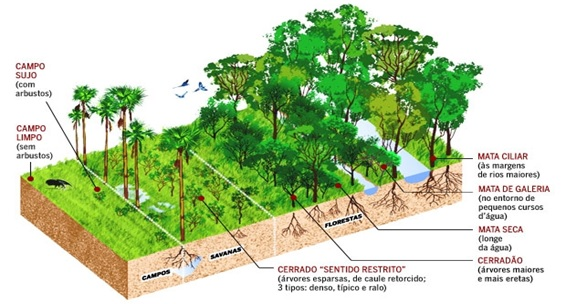 CAMPO
SUJO
(com
arbustos)
CAMPO
LIMPO
(sem
arbustos)
CAMPOS
SAVANAS
FLORESTAS
CERRADO "SENTIDO RESTRITO"
(árvores esparsas, de caule retorcido;
3 tipos: denso, típico e ralo)
MATA CILIAR
(às margens
de rios maiores)
MATA DE GALERIA
(no entorno de
pequenos cursos
d'água)
MATA SECA
(longe
da água)
CERRADÃO
(árvores maiores
e mais eretas)